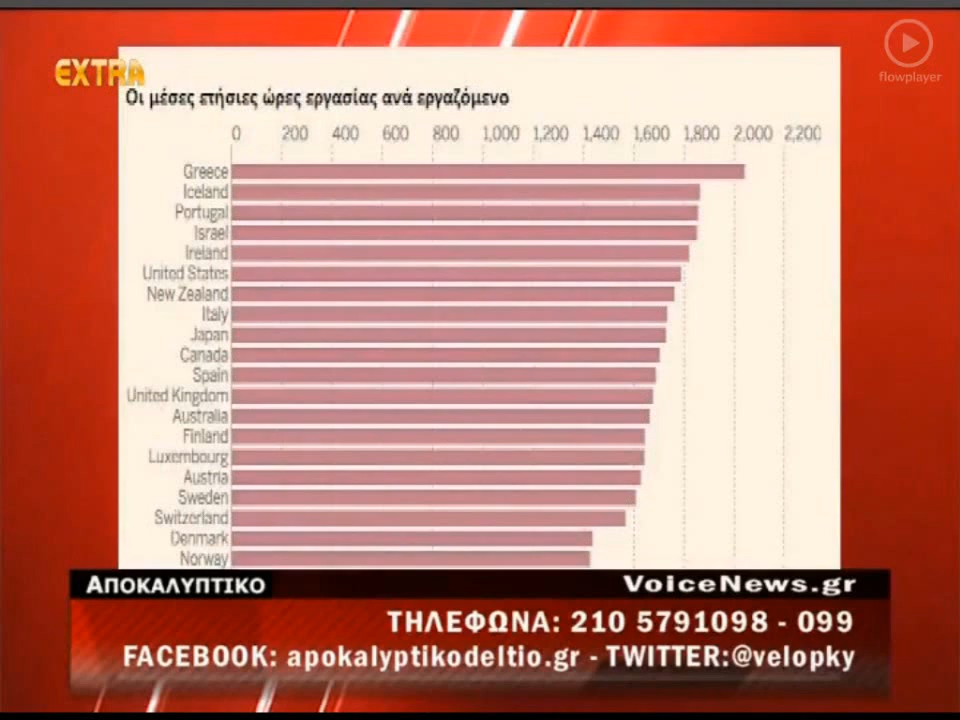 EXTRA
flowplayer
Οι μέσες ετήσιες ώρες εργασίας ανά εργαζόμενο
0 200 400 600 800 1,000 1,200 1,400 1,600 1,800 2,000 2,200
Greece
Iceland
Portugal
Israel
Ireland
United States
New Zealand
Italy
Japan
Canada
Spain
United Kingdom
Australia
Finland
Luxembourg
Austria
Sweden
Switzerland
Denmark
Norway
ΑΠΟΚΑΛΥΠΤΙΚΟ VoiceNews.gr
ΤΗΛΕΦΩΝΑ: 210 5791098 - 099
FACEBOOK: apokalyptikodeltio.gr - TWITTER:@velopky